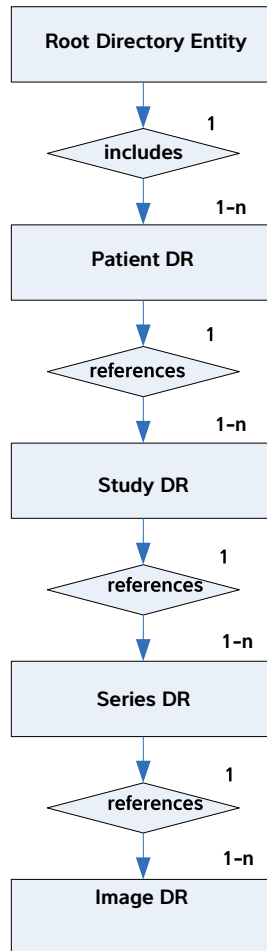 Root Directory Entity
1
includes
1-n
Patient DR
1
references
1-n
Study DR
1
references
1-n
Series DR
1
references
1-n
Image DR